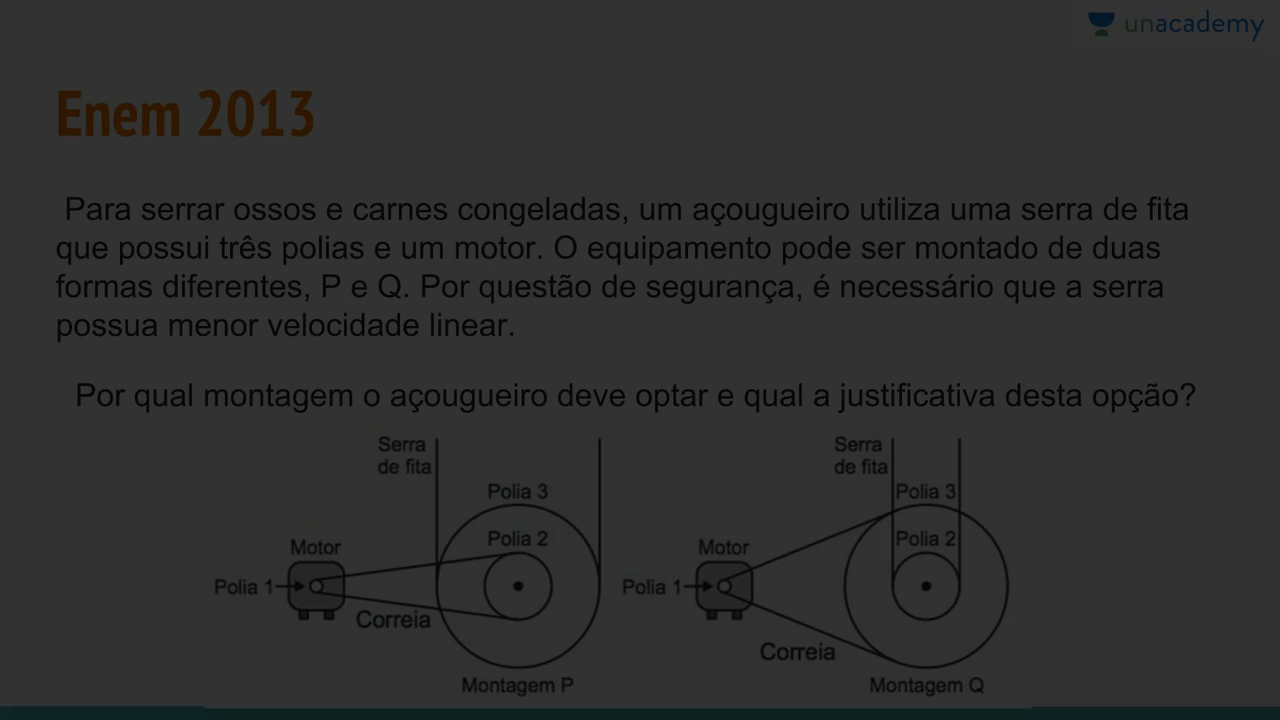 unacademy
Enem 2013
Para serrar ossos e carnes congeladas, um açougueiro utiliza uma serra de fita
que possui três polias e um motor. O equipamento pode ser montado de duas
formas diferentes, P e Q. Por questão de segurança, é necessário que a serra
possua menor velocidade linear.
Por qual montagem o açougueiro deve optar e qual a justificativa desta opção?
Serra
de fita
Polia 3
Polia 2
Motor
Polia 1
Correia
Montagem P
Serra
de fita
Polia 3
Polia 2
Motor
Polia 1
Correia
Montagem Q